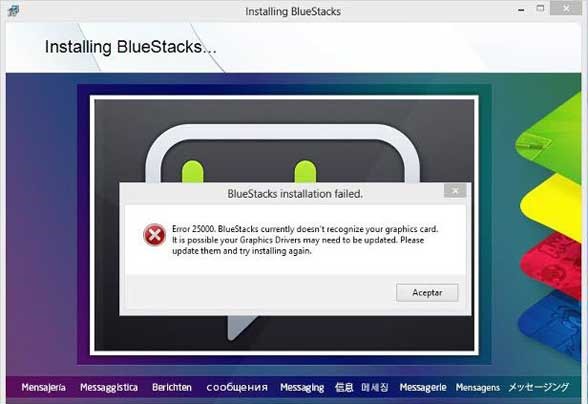 Installing BlueStacks
Installing BlueStacks...
BlueStacks installation failed.
Error 25000. BlueStacks currently doesn't recognize your graphics card.
It is possible your Graphics Drivers may need to be updated. Please
update them and try installing again.
Aceptar
Mensajería Messaggistica Berichten сообщения Messaging 信息 메세징 Messagerie Mensagens メッセージング